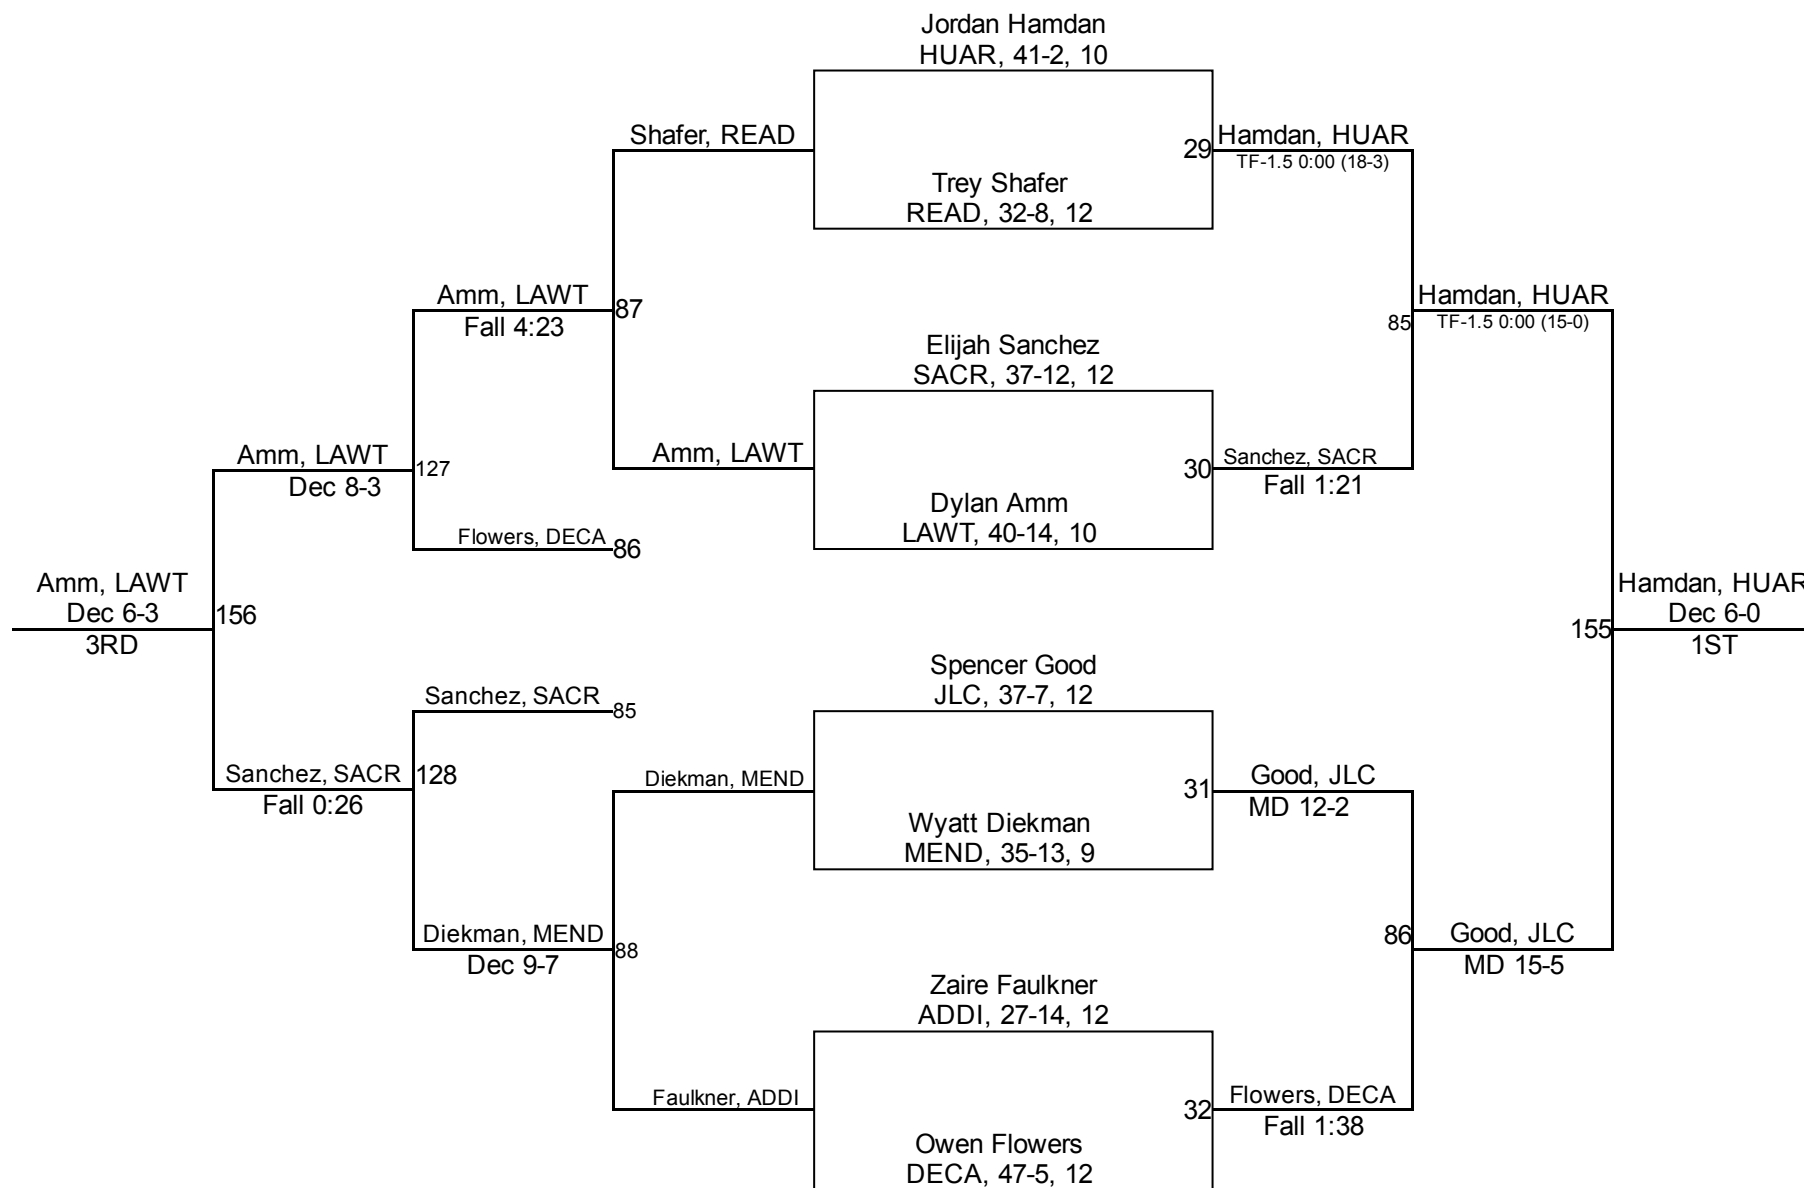 Jordan Hamdan
HUAR, 41-2, 10
Shafer, READ
29
Hamdan, HUAR
TF-1.5 0:00 (18-3)
Trey Shafer
READ, 32-8, 12
Amm, LAWT
Fall 4:23
87
Hamdan, HUAR
TF-1.5 0:00 (15-0)
85
Elijah Sanchez
SACR, 37-12, 12
Amm, LAWT
Dec 8-3
127
Amm, LAWT
30
Sanchez, SACR
Fall 1:21
Dylan Amm
LAWT, 40-14, 10
Flowers, DECA
86
Amm, LAWT
Dec 6-3
3RD
156
155
Hamdan, HUAR
Dec 6-0
1ST
Spencer Good
JLC, 37-7, 12
Sanchez, SACR
85
Sanchez, SACR
Fall 0:26
128
Diekman, MEND
31
Good, JLC
MD 12-2
Wyatt Diekman
MEND, 35-13, 9
Diekman, MEND
Dec 9-7
88
86
Good, JLC
MD 15-5
Zaire Faulkner
ADDI, 27-14, 12
Faulkner, ADDI
32
Flowers, DECA
Fall 1:38
Owen Flowers
DECA, 47-5, 12